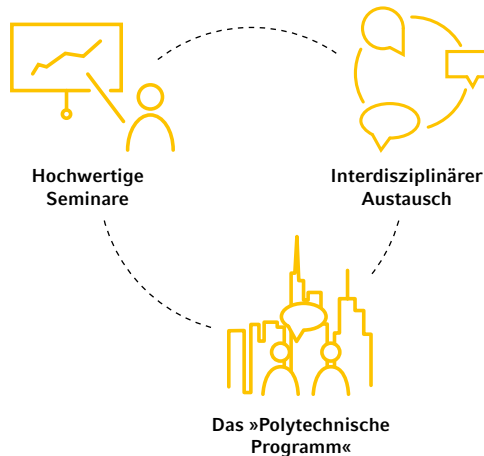 Hochwertige
Seminare
Interdisziplinärer
Austausch
Das »Polytechnische
Programm«